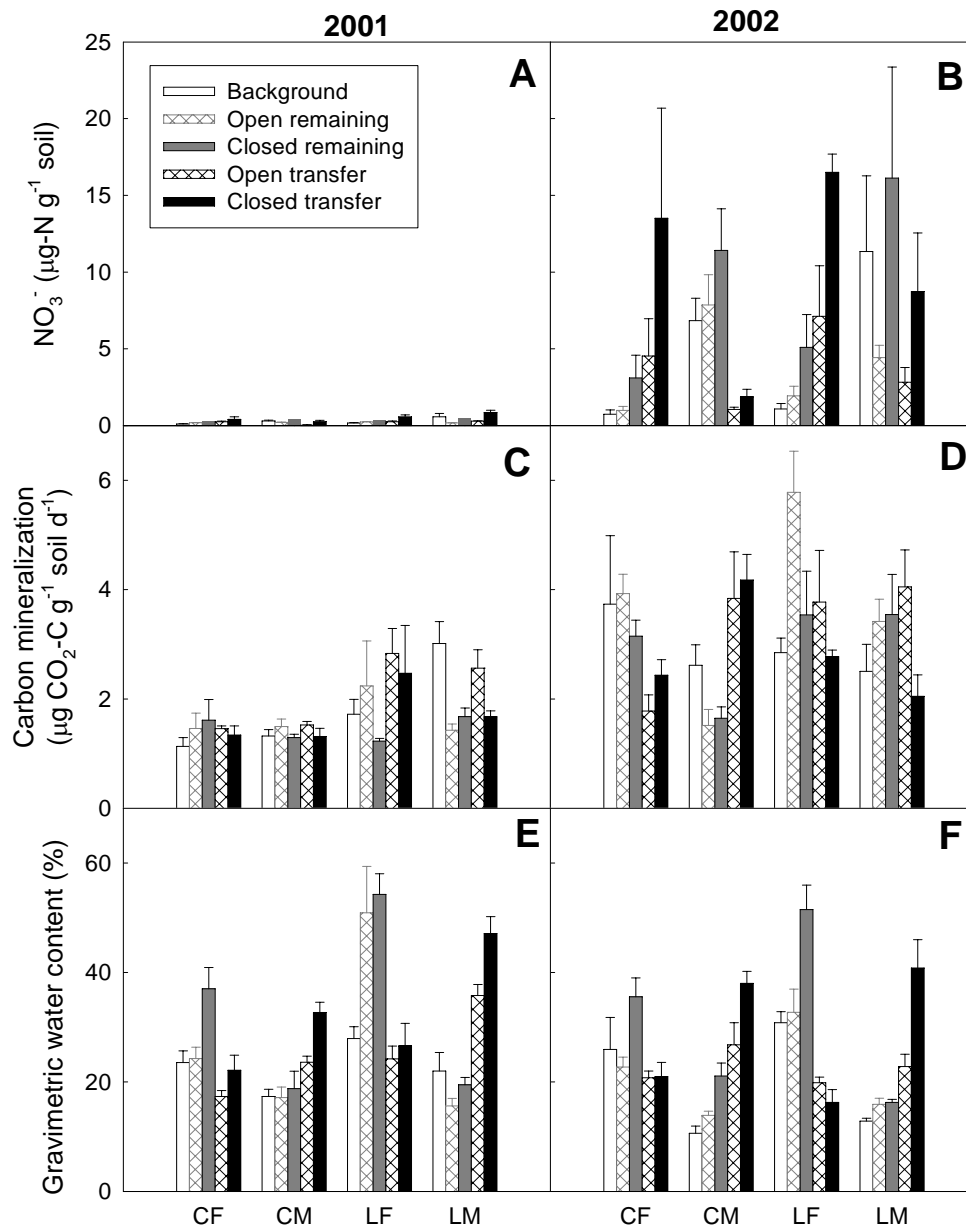 2001
2002
A
B
Background
Open remaining
Closed remaining
Open transfer
Closed transfer
NO₃⁻ (μg-N g⁻¹ soil)
25
20
15
10
5
0
C
D
Carbon mineralization
(μg CO₂-C g⁻¹ soil d⁻¹)
6
4
2
0
E
F
Gravimetric water content (%)
60
40
20
0
CF CM LF LM
CF CM LF LM